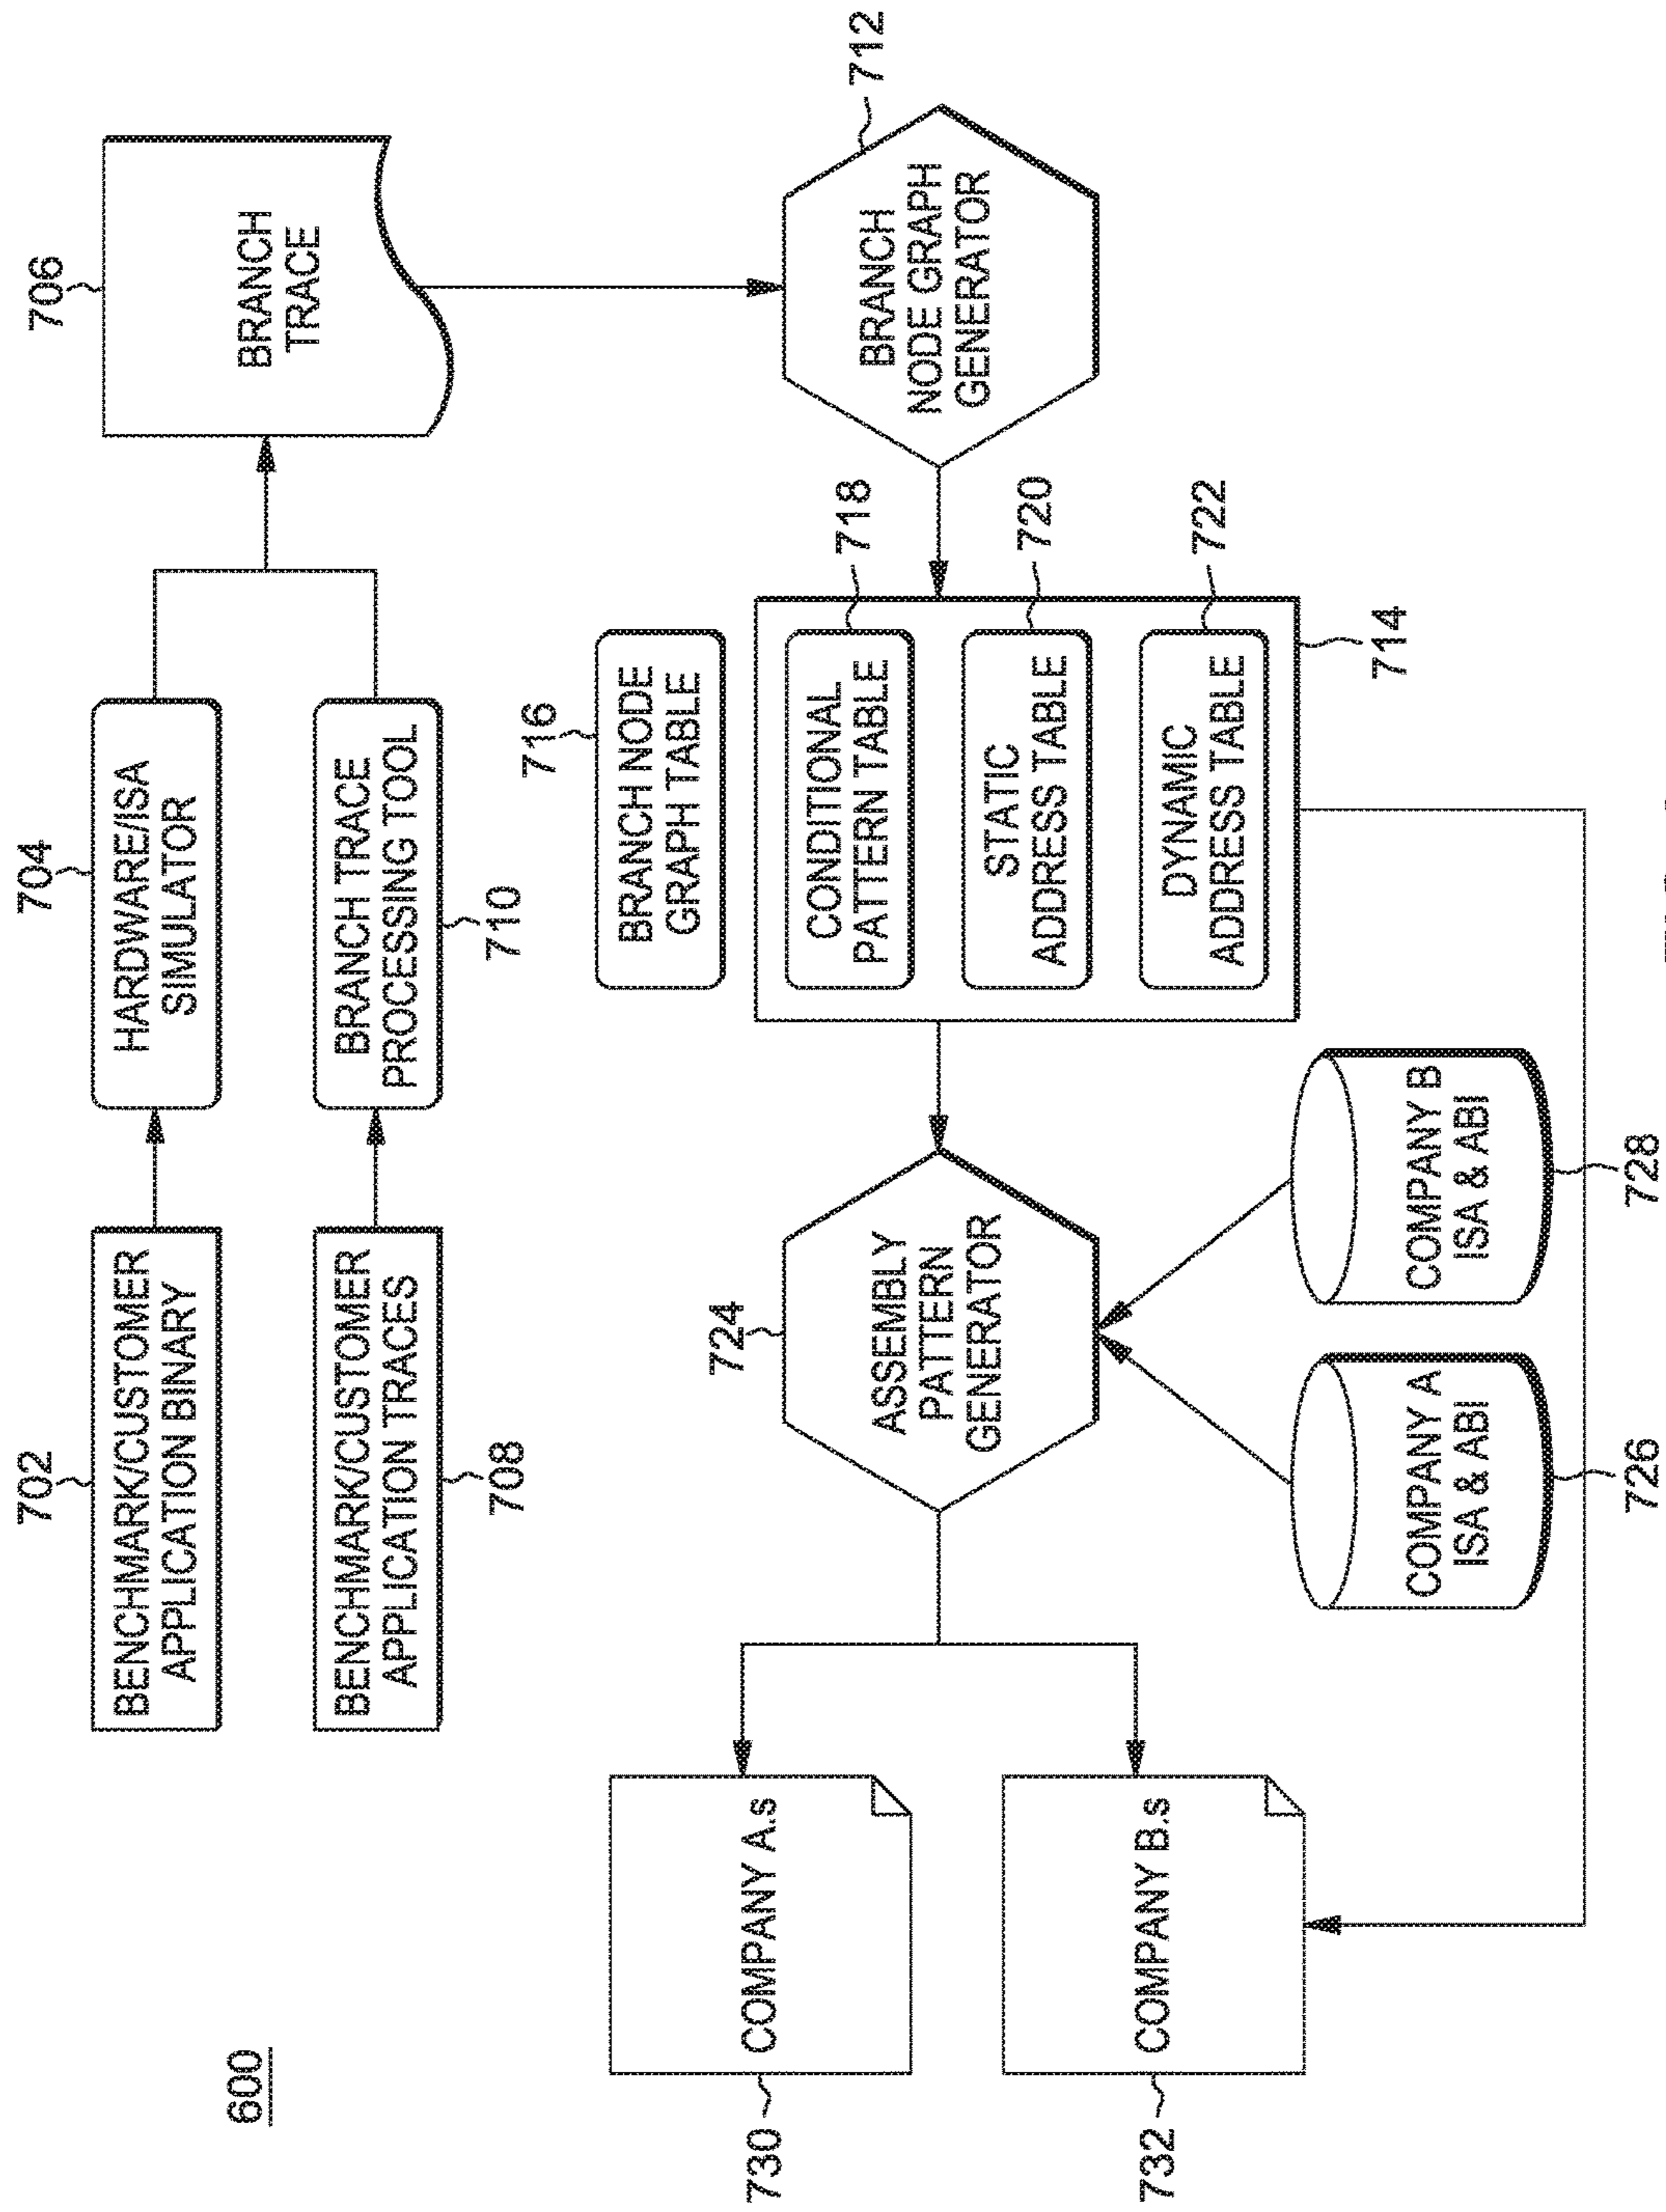 600
702
BENCHMARK/CUSTOMER
APPLICATION BINARY
704
HARDWARE/ISA
SIMULATOR
706
BRANCH
TRACE
BENCHMARK/CUSTOMER
APPLICATION TRACES
708
BRANCH TRACE
PROCESSING TOOL
710
716
BRANCH NODE
GRAPH TABLE
712
BRANCH
NODE GRAPH
GENERATOR
718
CONDITIONAL
PATTERN TABLE
720
STATIC
ADDRESS TABLE
722
DYNAMIC
ADDRESS TABLE
714
724
ASSEMBLY
PATTERN
GENERATOR
COMPANY A.s
730
COMPANY B.s
732
COMPANY A
ISA & ABI
726
COMPANY B
ISA & ABI
728